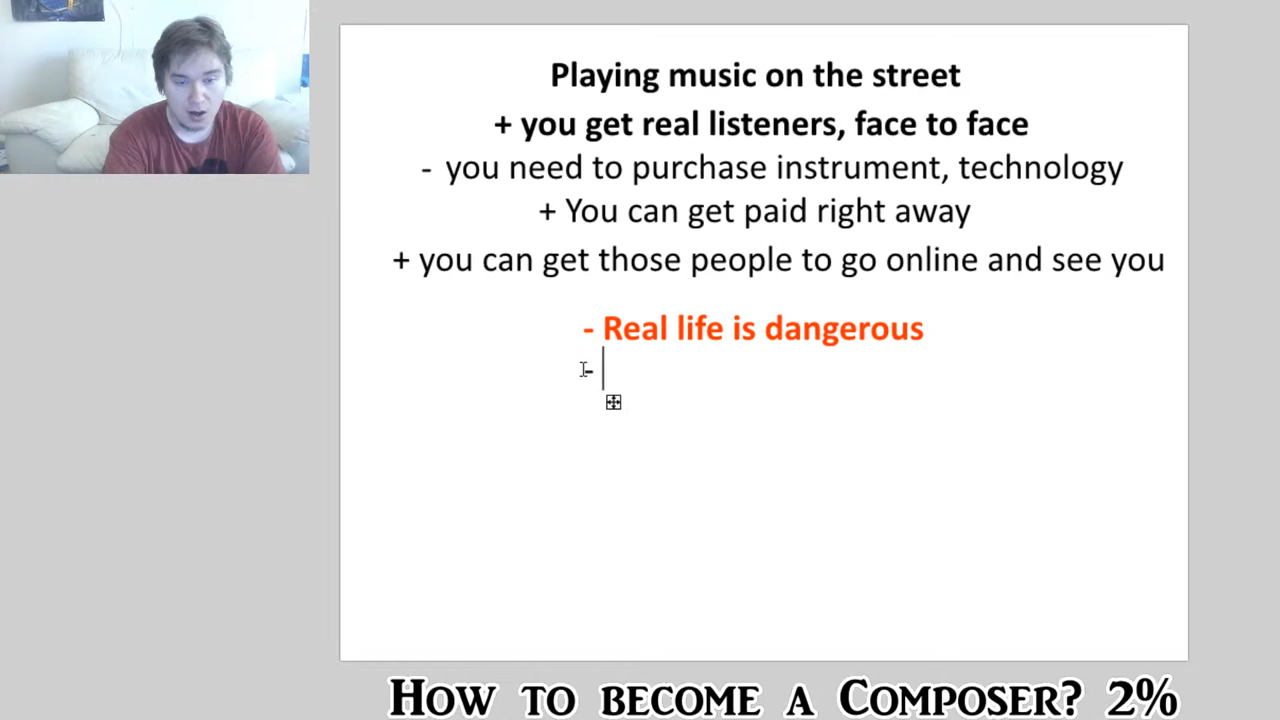 Playing music on the street
+ you get real listeners, face to face
- you need to purchase instrument, technology
+ You can get paid right away
+ you can get those people to go online and see you
- Real life is dangerous
-
How to become a Composer? 2%